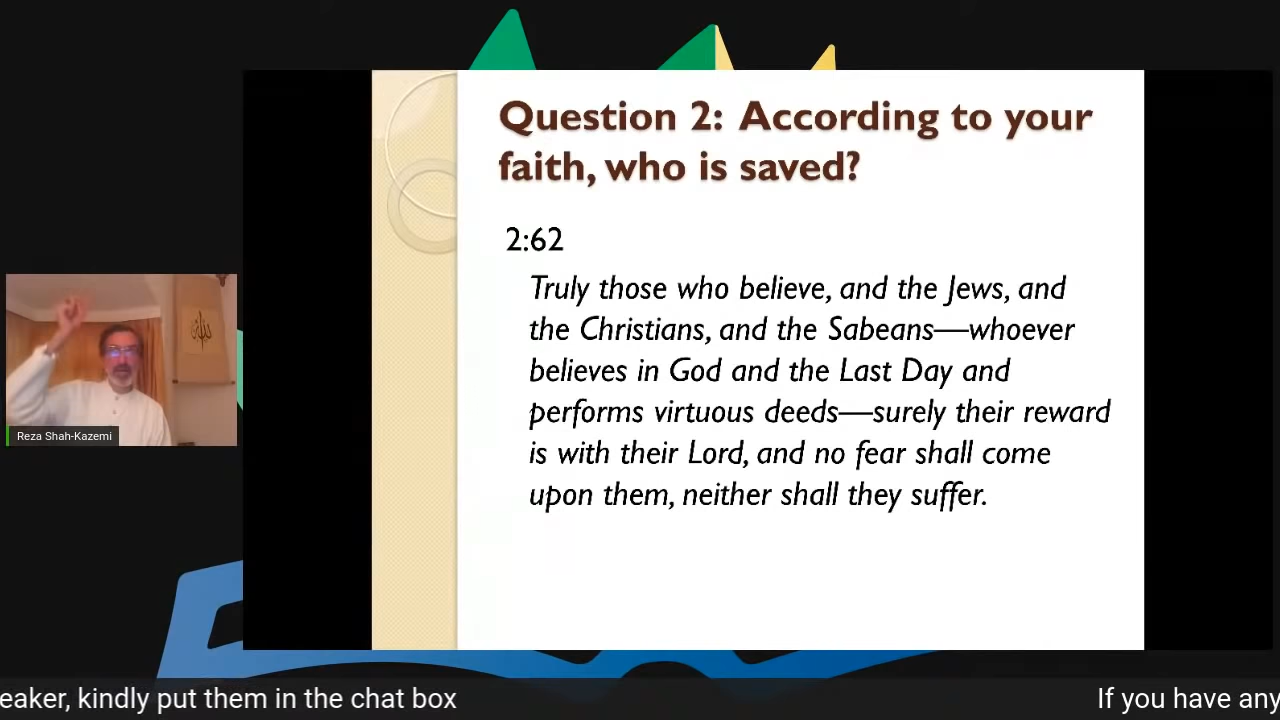 Question 2: According to your
faith, who is saved?
2:62
Truly those who believe, and the Jews, and
the Christians, and the Sabeans—whoever
believes in God and the Last Day and
performs virtuous deeds—surely their reward
is with their Lord, and no fear shall come
upon them, neither shall they suffer.
Reza Shah-Kazemi
eaker, kindly put them in the chat box
If you have any